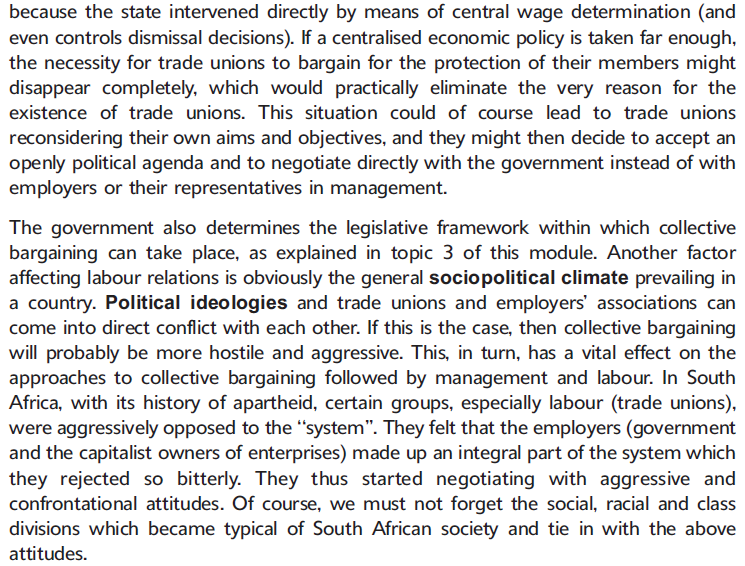 because the state intervened directly by means of central wage determination (and
even controls dismissal decisions). If a centralised economic policy is taken far enough,
the necessity for trade unions to bargain for the protection of their members might
disappear completely, which would practically eliminate the very reason for the
existence of trade unions. This situation could of course lead to trade unions
reconsidering their own aims and objectives, and they might then decide to accept an
openly political agenda and to negotiate directly with the government instead of with
employers or their representatives in management.
The government also determines the legislative framework within which collective
bargaining can take place, as explained in topic 3 of this module. Another factor
affecting labour relations is obviously the general sociopolitical climate prevailing in
a country. Political ideologies and trade unions and employers’ associations can
come into direct conflict with each other. If this is the case, then collective bargaining
will probably be more hostile and aggressive. This, in turn, has a vital effect on the
approaches to collective bargaining followed by management and labour. In South
Africa, with its history of apartheid, certain groups, especially labour (trade unions),
were aggressively opposed to the “system”. They felt that the employers (government
and the capitalist owners of enterprises) made up an integral part of the system which
they rejected so bitterly. They thus started negotiating with aggressive and
confrontational attitudes. Of course, we must not forget the social, racial and class
divisions which became typical of South African society and tie in with the above
attitudes.